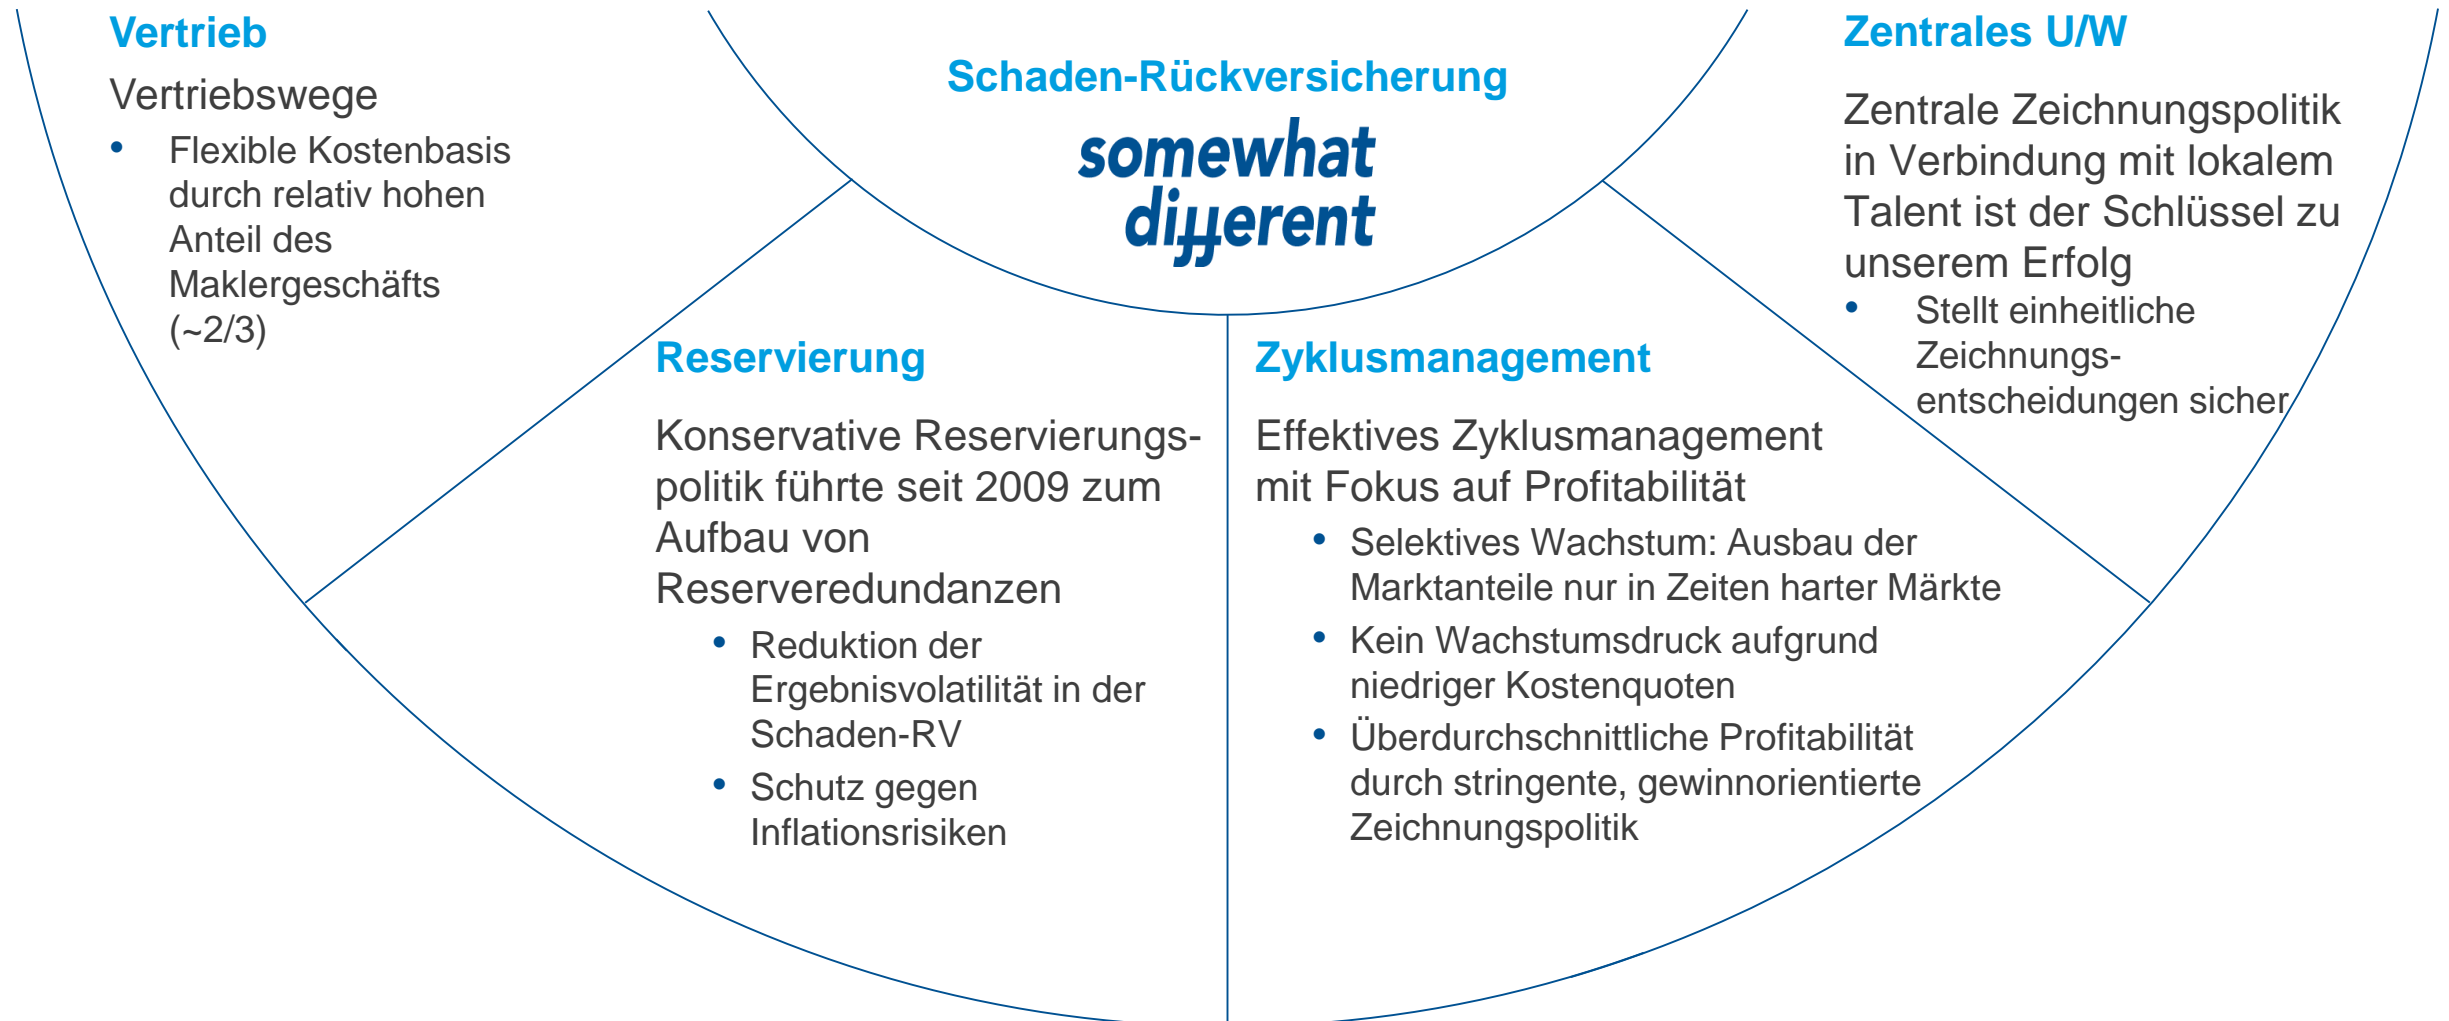 Vertrieb
Vertriebswege
• Flexible Kostenbasis
durch relativ hohen
Anteil des
Maklergeschäfts
(~2/3)
Schaden-Rückversicherung
somewhat
different
Zentrales U/W
Zentrale Zeichnungspolitik
in Verbindung mit lokalem
Talent ist der Schlüssel zu
unserem Erfolg
• Stellt einheitliche
Zeichnungs-
entscheidungen sicher
Reservierung
Konservative Reservierungs-
politik führte seit 2009 zum
Aufbau von
Reserveredundanzen
• Reduktion der
Ergebnisvolatilität in der
Schaden-RV
• Schutz gegen
Inflationsrisiken
Zyklusmanagement
Effektives Zyklusmanagement
mit Fokus auf Profitabilität
• Selektives Wachstum: Ausbau der
Marktanteile nur in Zeiten harter Märkte
• Kein Wachstumsdruck aufgrund
niedriger Kostenquoten
• Überdurchschnittliche Profitabilität
durch stringente, gewinnorientierte
Zeichnungspolitik